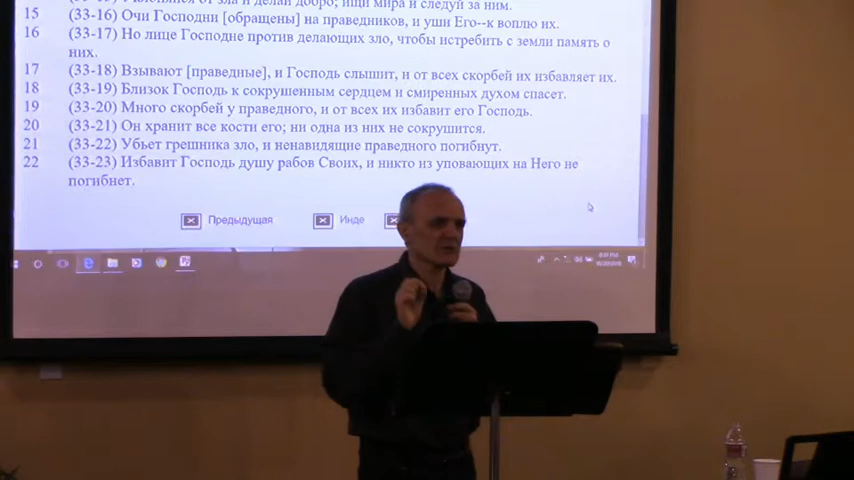 зла и делай добро; ищи мира и следуй за ним.
15 (33-16) Очи Господни [обращены] на праведников, и уши Его--к воплю их.
16 (33-17) Но лице Господне против делающих зло, чтобы истребить с земли память о
них.
17 (33-18) Взывают [праведные], и Господь слышит, и от всех скорбей их избавляет их.
18 (33-19) Близок Господь к сокрушенным сердцем и смиренных духом спасет.
19 (33-20) Много скорбей у праведного, и от всех их избавит его Господь.
20 (33-21) Он хранит все кости его; ни одна из них не сокрушится.
21 (33-22) Убьет грешника зло, и ненавидящие праведного погибнут.
22 (33-23) Избавит Господь душу рабов Своих, и никто из уповающих на Него не
погибнет.
Предыдущая Инде